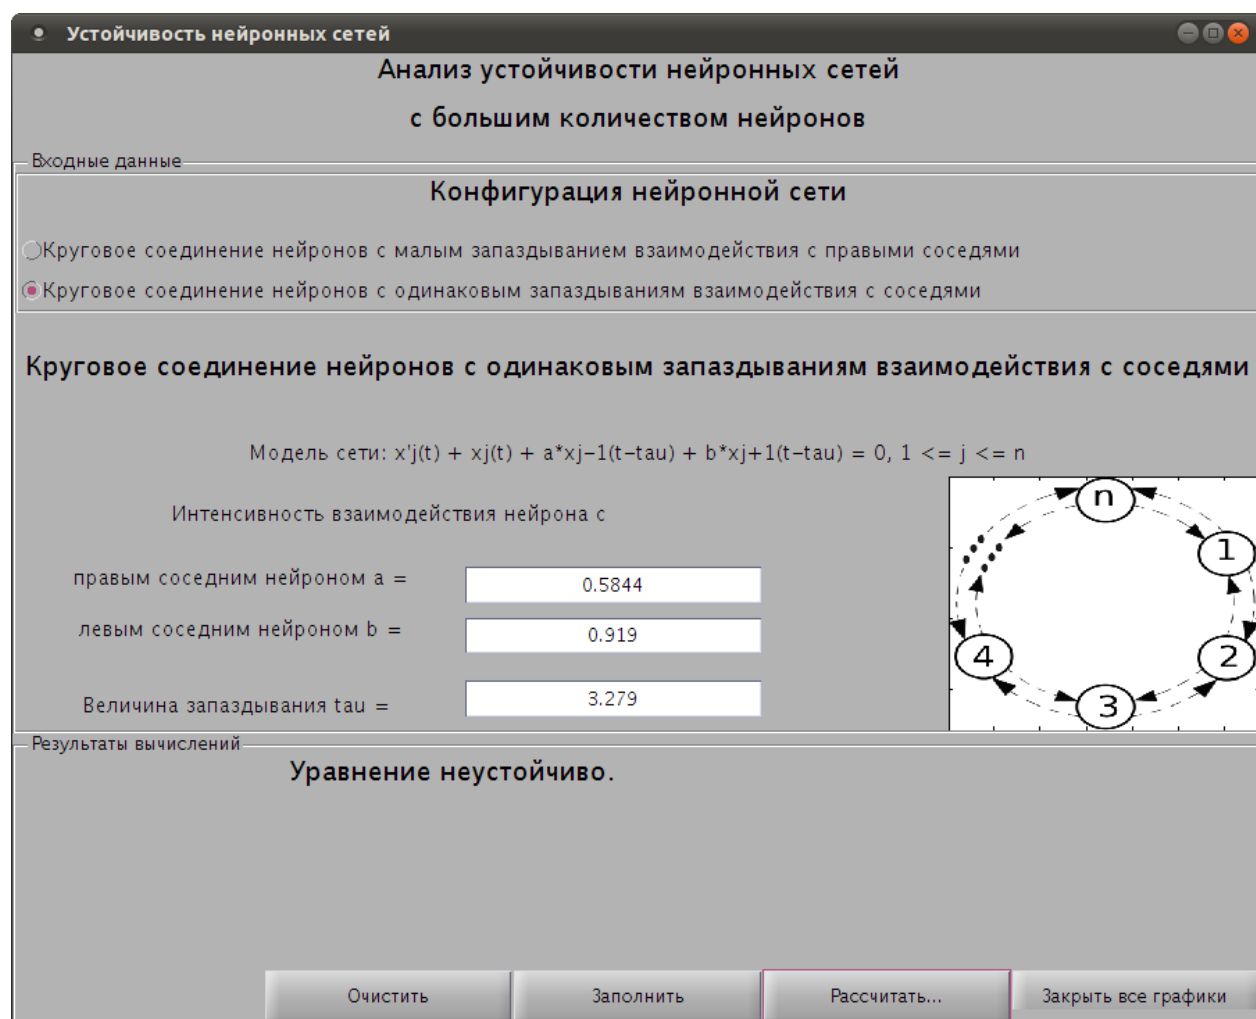 Устойчивость нейронных сетей
Анализ устойчивости нейронных сетей
с большим количеством нейронов
Входные данные
Конфигурация нейронной сети
Круговое соединение нейронов с малым запаздыванием взаимодействия с правыми соседями
Круговое соединение нейронов с одинаковым запаздываниям взаимодействия с соседями
Круговое соединение нейронов с одинаковым запаздываниям взаимодействия с соседями
Модель сети: x'j(t) + xj(t) + a*xj-1(t-tau) + b*xj+1(t-tau) = 0, 1 <= j <= n
Интенсивность взаимодействия нейрона с
правым соседним нейроном a =
0.5844
левым соседним нейроном b =
0.919
Величина запаздывания tau =
3.279
n
1
2
3
4
Результаты вычислений
Уравнение неустойчиво.
Очистить
Заполнить
Рассчитать...
Закрыть все графики